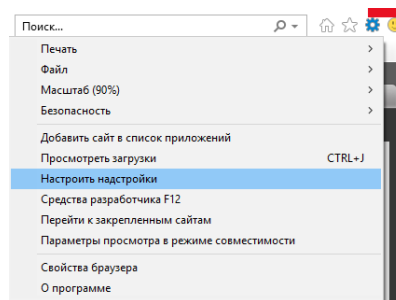 Поиск...
Печать
Файл
Масштаб (90%)
Безопасность
Добавить сайт в список приложений
Просмотреть загрузки CTRL+J
Настроить надстройки
Средства разработчика F12
Перейти к закрепленным сайтам
Параметры просмотра в режиме совместимости
Свойства браузера
О программе